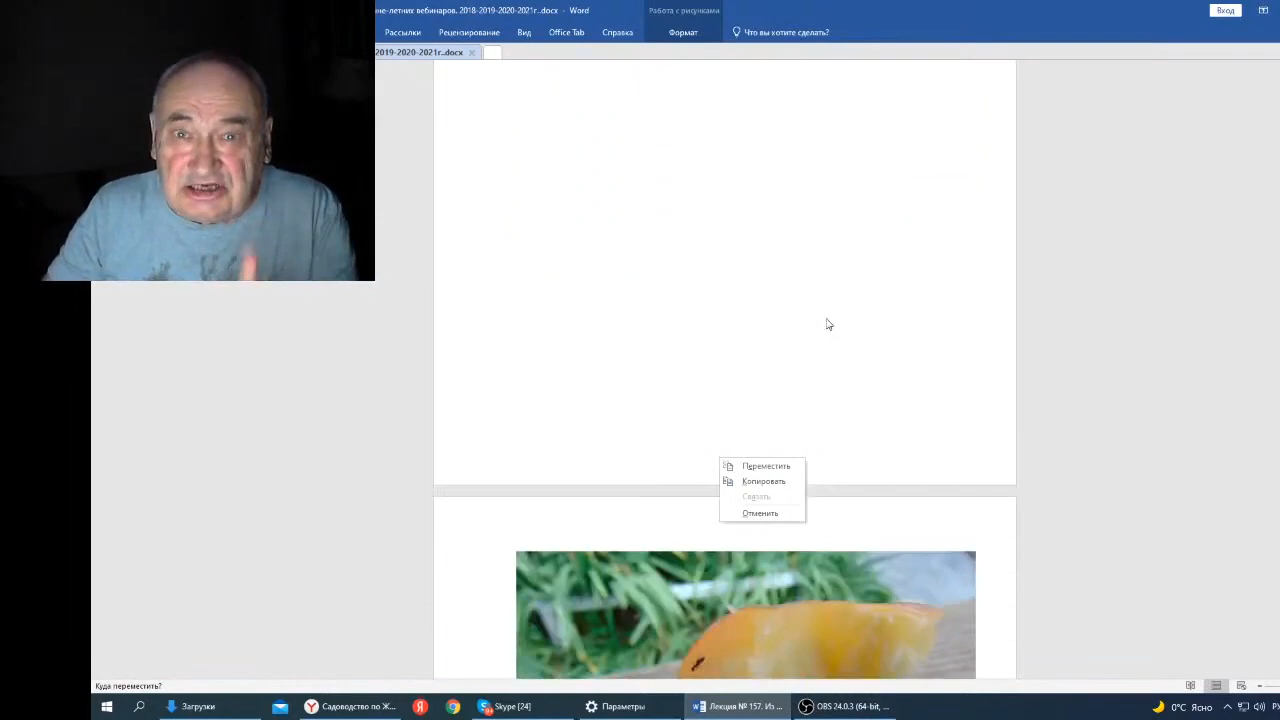 не-летних вебинаров. 2018-2019-2020-2021г..docx - Word
Работа с рисунками
Вход
Рассылки Рецензирование Вид Office Tab Справка Формат Что вы хотите сделать?
2019-2020-2021г..docx
Переместить
Копировать
Связать
Отменить
Куда переместить?
Загрузки Садоводство по Ж... Skype [24] Параметры Лекция № 157. Из ... OBS 24.0.3 (64-bit, ... 0°C Ясно